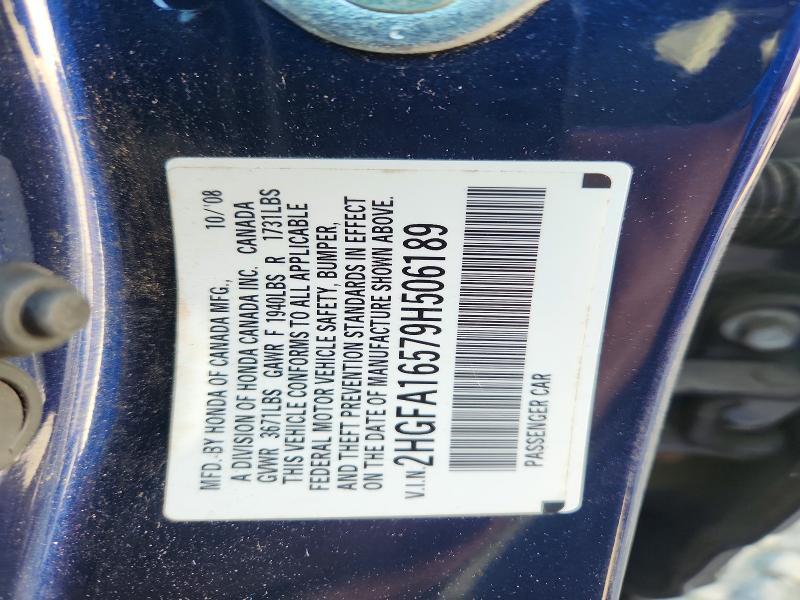 MFD. BY HONDA OF CANADA MFG., 10/'08
A DIVISION OF HONDA CANADA INC. CANADA
GVWR 3671LBS GAWR F 1940LBS R 1731LBS
THIS VEHICLE CONFORMS TO ALL APPLICABLE
FEDERAL MOTOR VEHICLE SAFETY, BUMPER,
AND THEFT PREVENTION STANDARDS IN EFFECT
ON THE DATE OF MANUFACTURE SHOWN ABOVE.
V.I.N. 2HGFA16579H506189
PASSENGER CAR